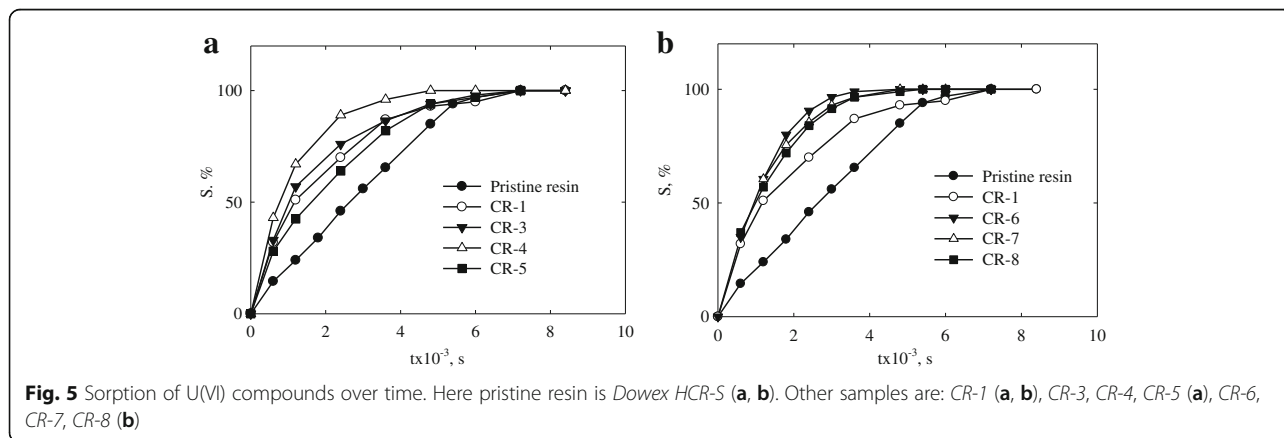 a
S. %
100
50
0
0 2 4 6 8 10
tx10-3, s
Pristine resin
CR-1
CR-3
CR-4
CR-5
b
S, %
100
50
0
0 2 4 6 8 10
tx10-3, s
Pristine resin
CR-1
CR-6
CR-7
CR-8
Fig. 5 Sorption of U(VI) compounds over time. Here pristine resin is Dowex HCR-S (a, b). Other samples are: CR-1 (a, b), CR-3, CR-4, CR-5 (a), CR-6,
CR-7, CR-8 (b)